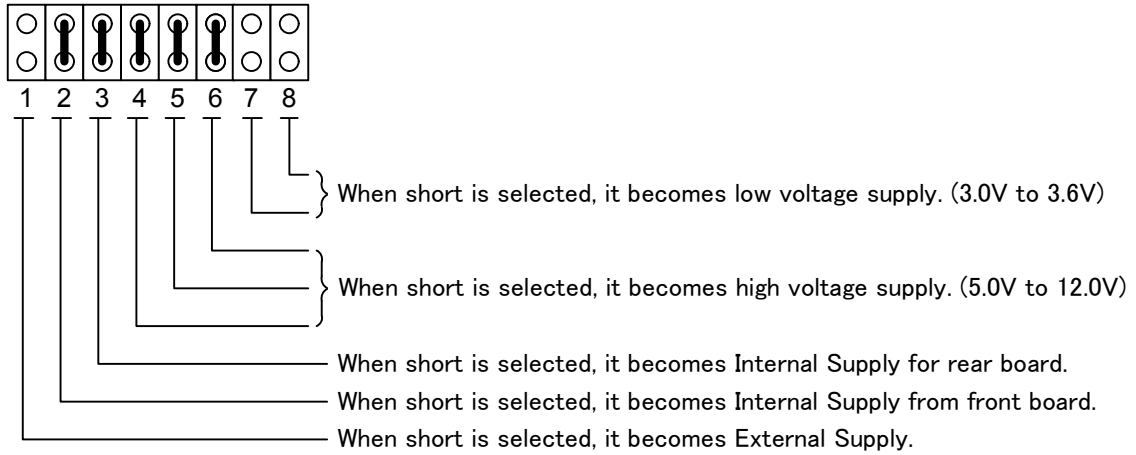 1 2 3 4 5 6 7 8
When short is selected, it becomes low voltage supply. (3.0V to 3.6V)
When short is selected, it becomes high voltage supply. (5.0V to 12.0V)
When short is selected, it becomes Internal Supply for rear board.
When short is selected, it becomes Internal Supply from front board.
When short is selected, it becomes External Supply.